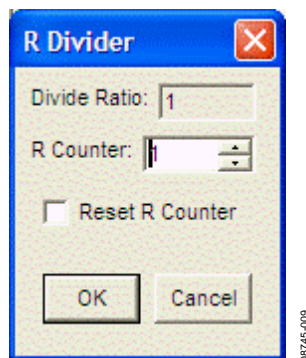 R Divider
Divide Ratio: 1
R Counter: 1
Reset R Counter
OK Cancel
08745-009